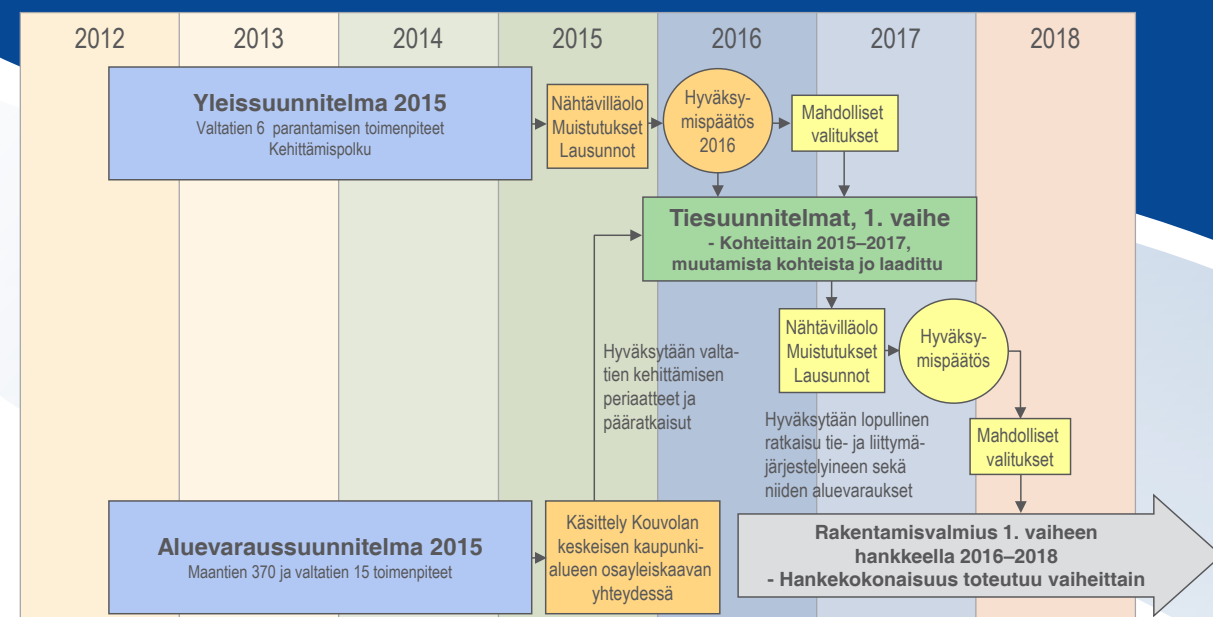 2012 2013 2014 2015 2016 2017 2018
Yleissuunnitelma 2015
Valtatien 6 parantamisen toimenpiteet
Kehittämispolku
Nähtävilläolo
Muistutukset
Lausunnot
Hyväksy-
mispäätös
2016
Mahdolliset
valitukset
Tiesuunnitelmat, 1. vaihe
- Kohteittain 2015–2017,
muutamista kohteista jo laadittu
Hyväksytään valta-
tien kehittämisen
periaatteet ja
pääratkaisut
Nähtävilläolo
Muistutukset
Lausunnot
Hyväksy-
mispäätös
Hyväksytään lopullinen
ratkaisu tie- ja liittymä-
järjestelyineen sekä
niiden aluevaraukset
Mahdolliset
valitukset
Aluevaraussuunnitelma 2015
Maantien 370 ja valtatien 15 toimenpiteet
Käsittely Kouvolan
keskeisen kaupunki-
alueen osayleiskaavan
yhteydessä
Rakentamisvalmius 1. vaiheen
hankkeella 2016–2018
- Hankekokonaisuus toteutuu vaiheittain